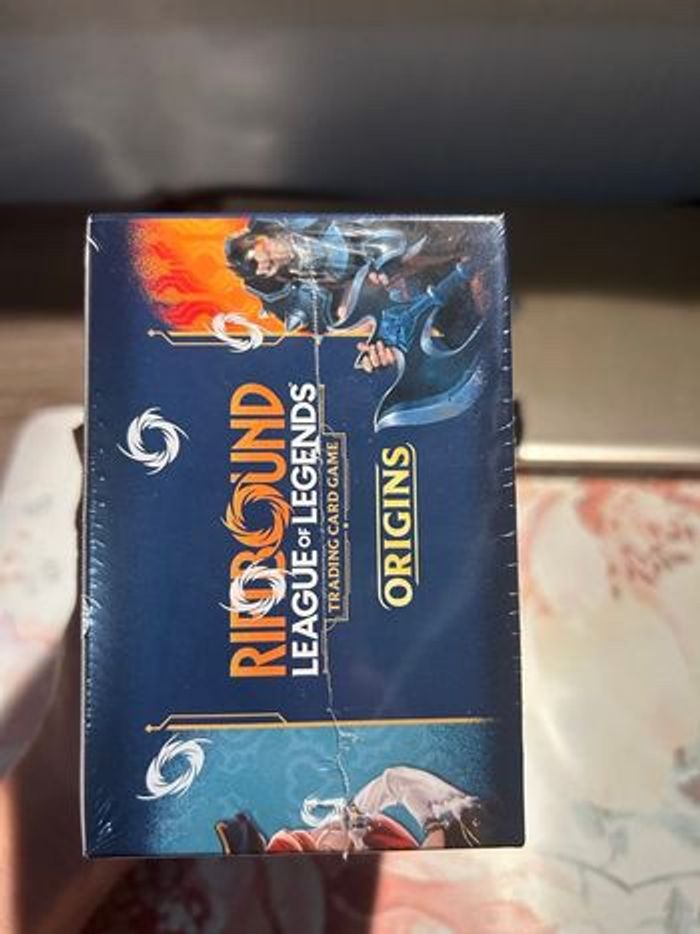 RIFTBOUND
LEAGUE OF LEGENDS
TRADING CARD GAME
ORIGINS